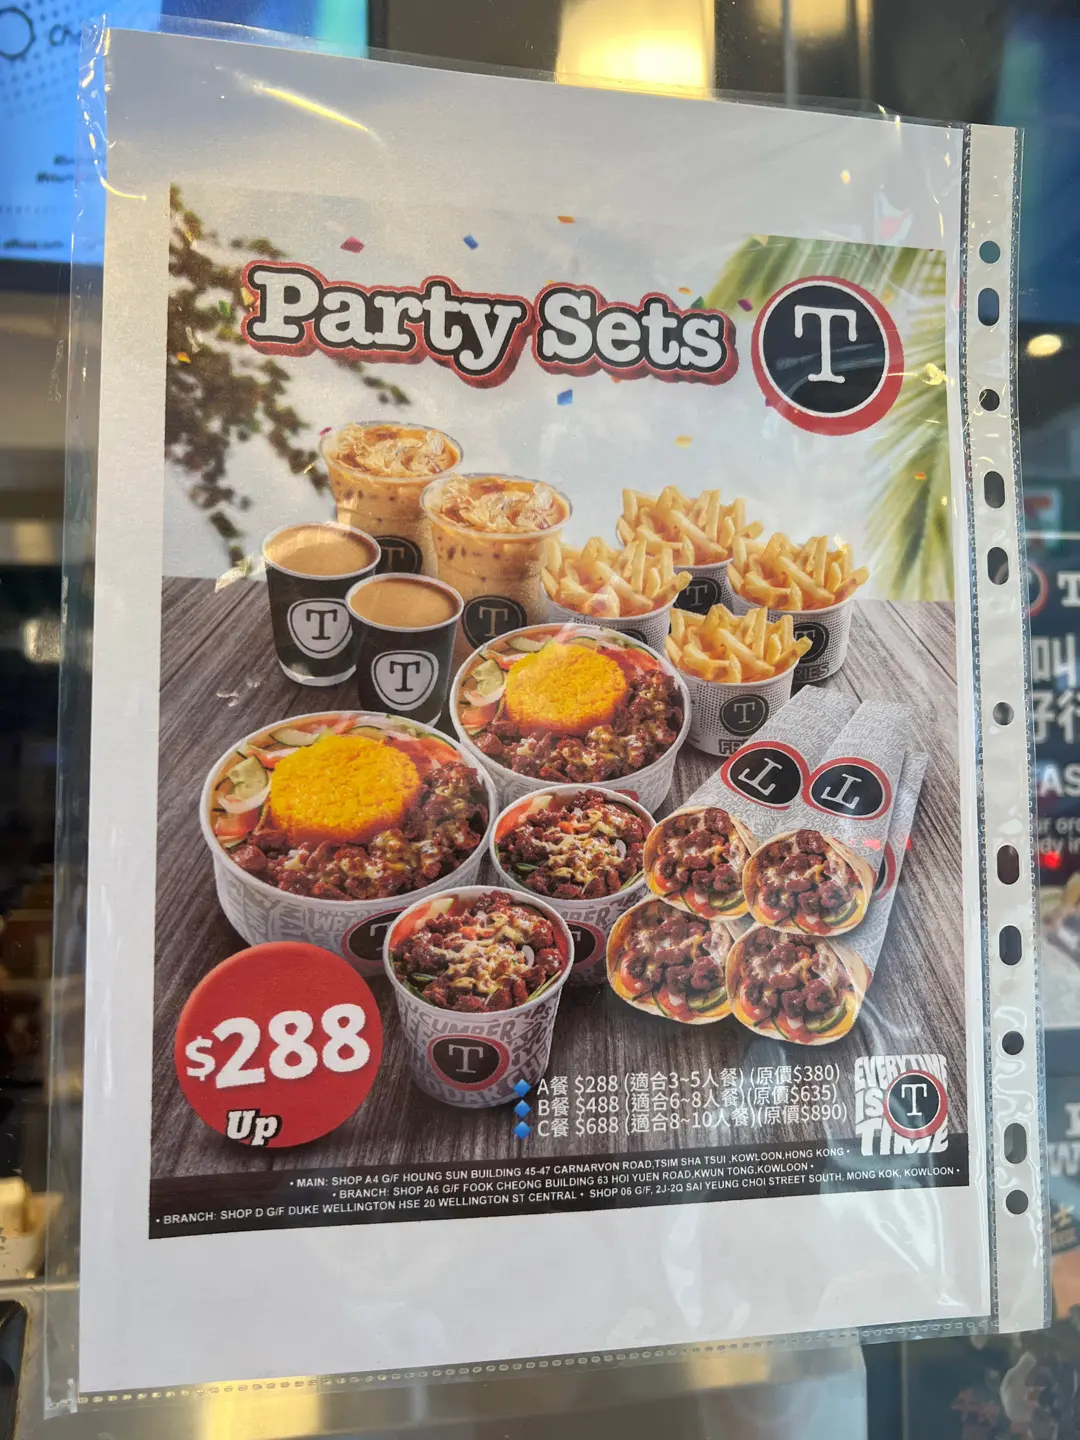 Party Sets
T
T
T
T
T
T
FRIES
T
T
T
CUMBER
T
$288
Up
A餐 $288 (適合3~5人餐) (原價$380)
B餐 $488 (適合6~8人餐) (原價$635)
C餐 $688 (適合8~10人餐) (原價$890)
EVERYTIME
IS T
TIME
• MAIN: SHOP A4 G/F HOUNG SUN BUILDING 45-47 CARNARVON ROAD,TSIM SHA TSUI ,KOWLOON,HONG KONG •
• BRANCH: SHOP A6 G/F FOOK CHEONG BUILDING 63 HOI YUEN ROAD,KWUN TONG,KOWLOON •
• BRANCH: SHOP D G/F DUKE WELLINGTON HSE 20 WELLINGTON ST CENTRAL • SHOP 06 G/F, 2J-2Q SAI YEUNG CHOI STREET SOUTH, MONG KOK, KOWLOON •